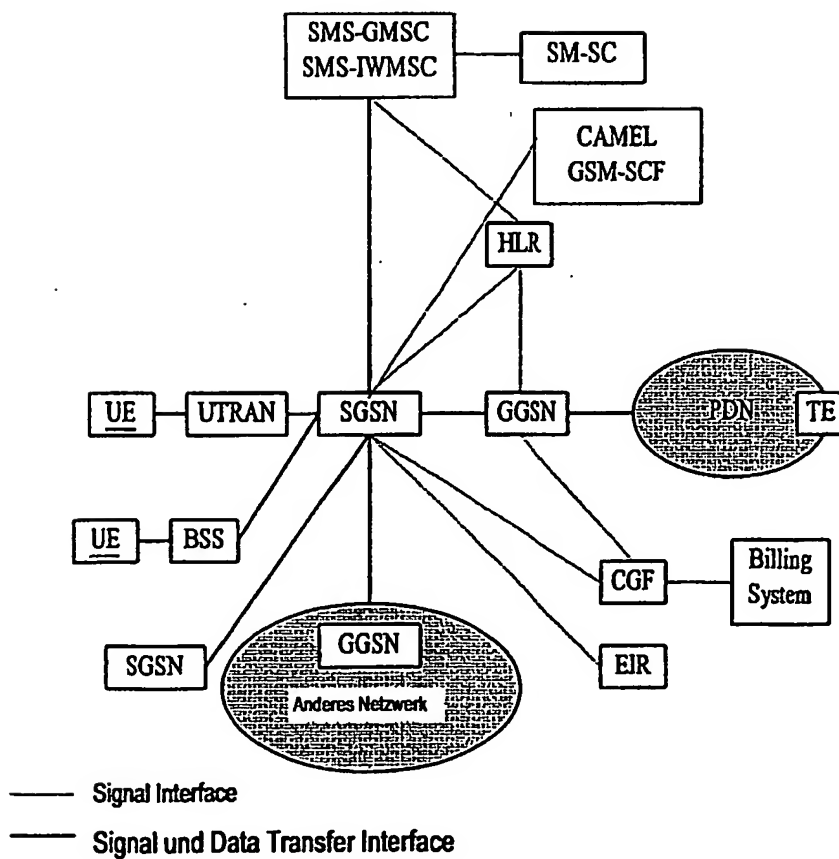 SMS-GMSC
SMS-IWMSC
SM-SC
CAMEL
GSM-SCF
HLR
UE
UTRAN
SGSN
GGSN
PDN
TE
UE
BSS
CGF
Billing
System
SGSN
GGSN
EIR
Anderes Netzwerk
Signal Interface
Signal und Data Transfer Interface